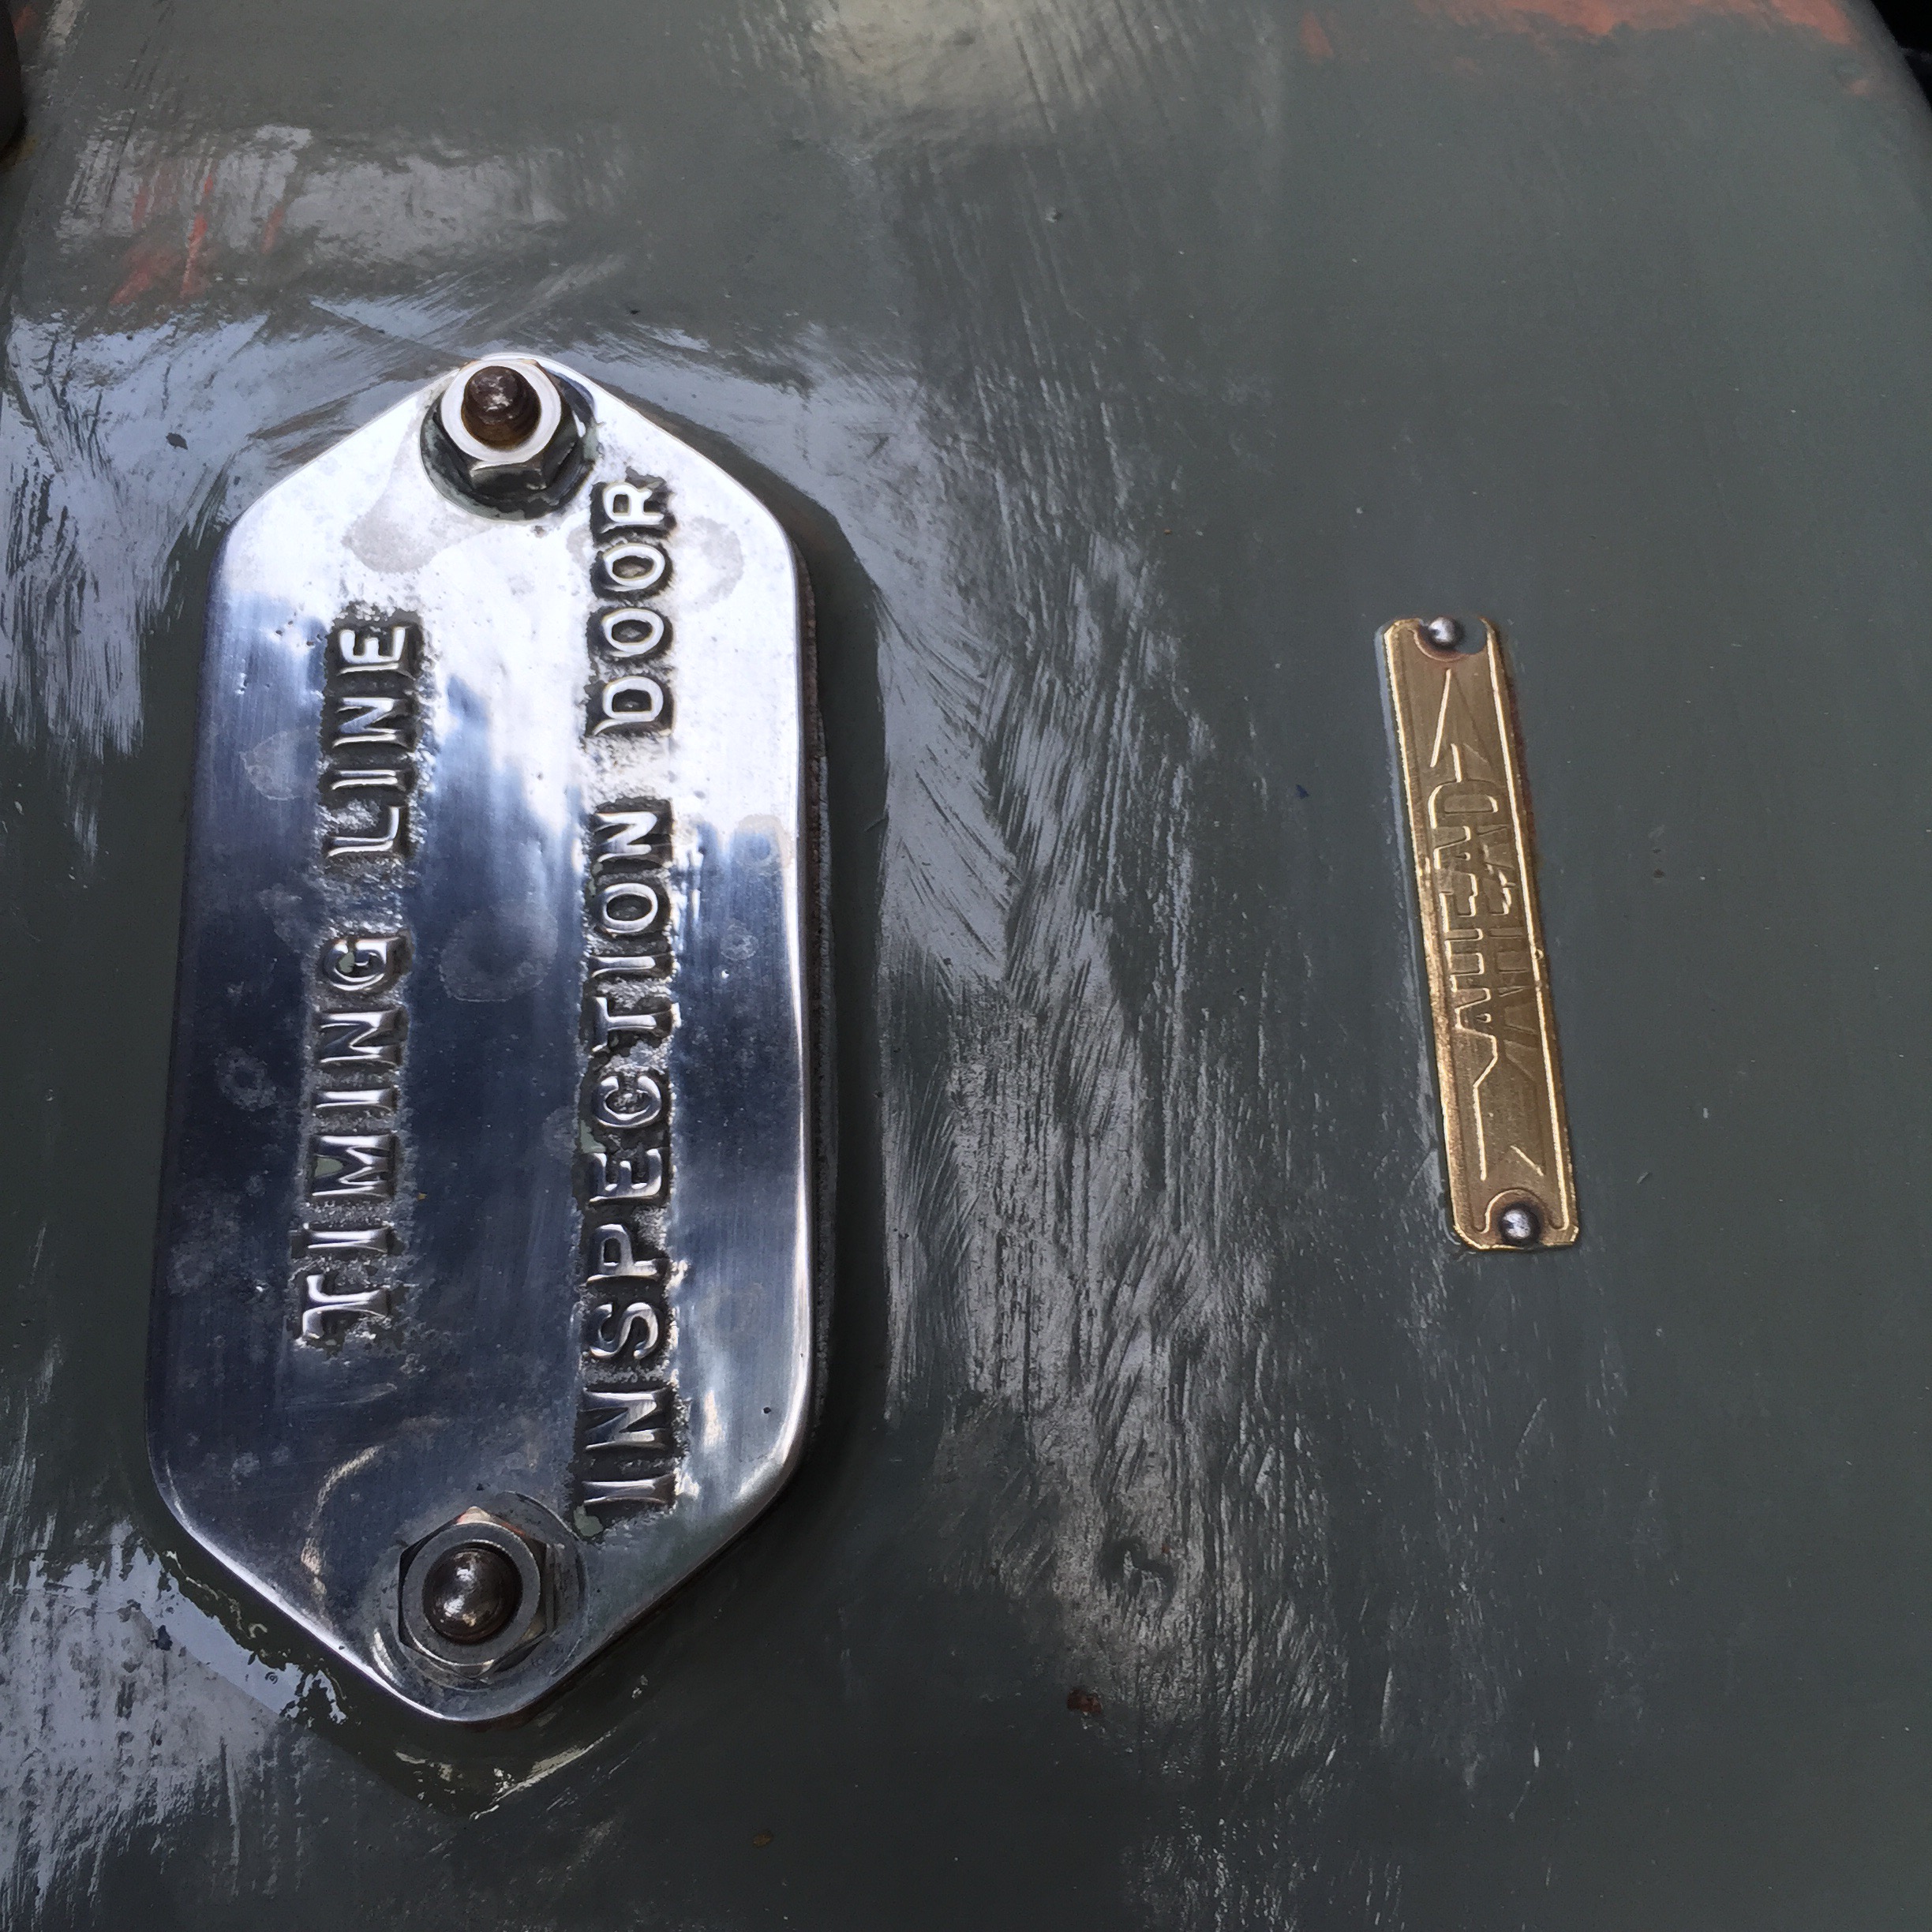 TIMING LINE
INSPECTION DOOR
AHEAD